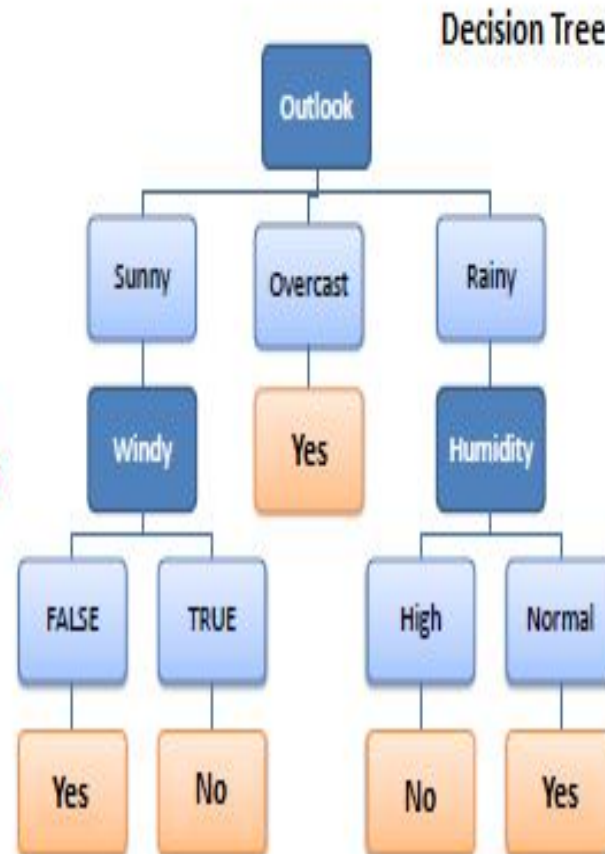 Decision Tree
Outlook
Sunny
Overcast
Rainy
Windy
Yes
Humidity
FALSE
TRUE
High
Normal
Yes
No
No
Yes